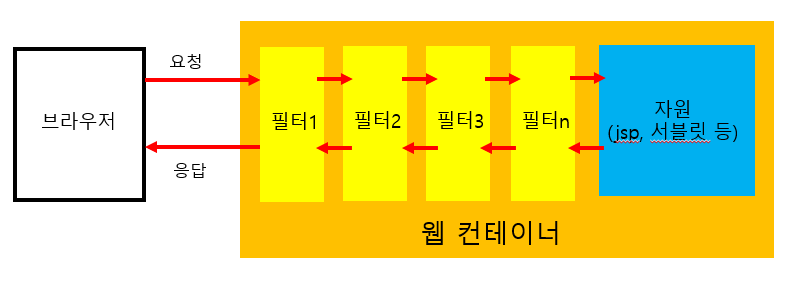 브라우저
요청
응답
필터1
필터2
필터3
필터n
자원
(jsp, 서블릿 등)
웹 컨테이너